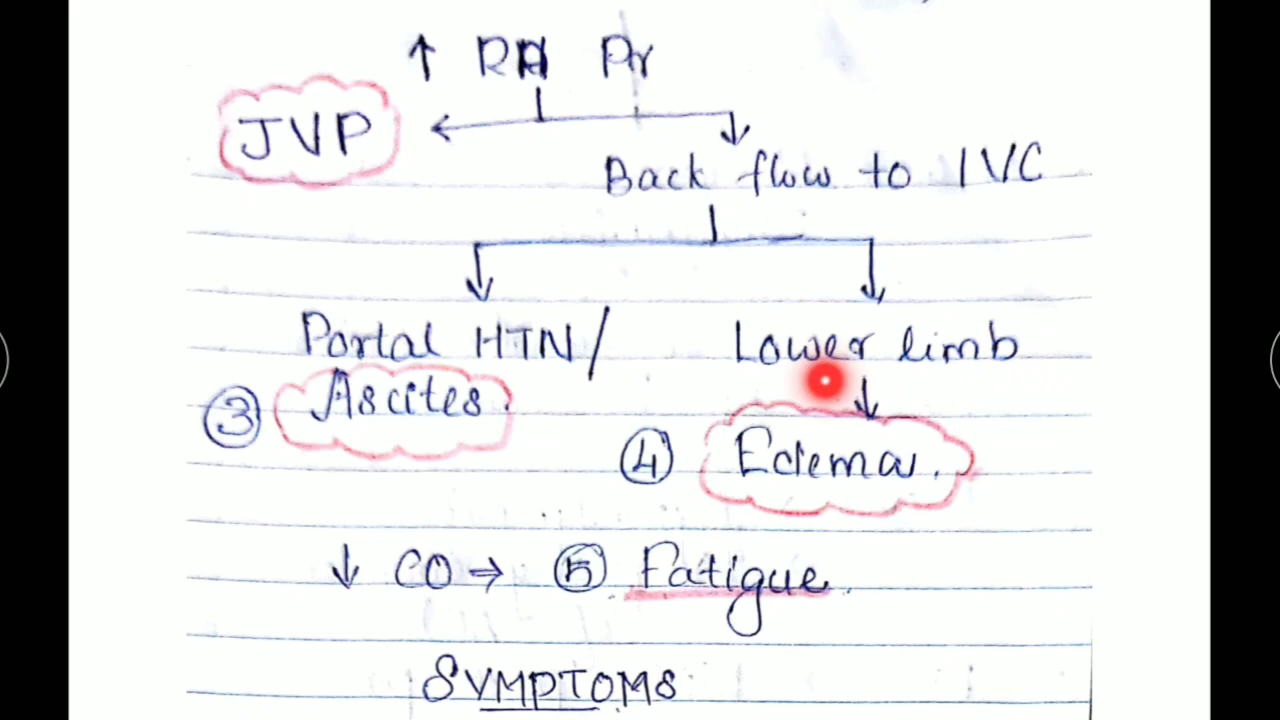 ↑ RA Pr
JVP ←
Back flow to IVC
Portal HTN/ Lower limb
③ Ascites. ↓
④ Edema.
↓ CO → ⑤ Fatigue.
SYMPTOMS